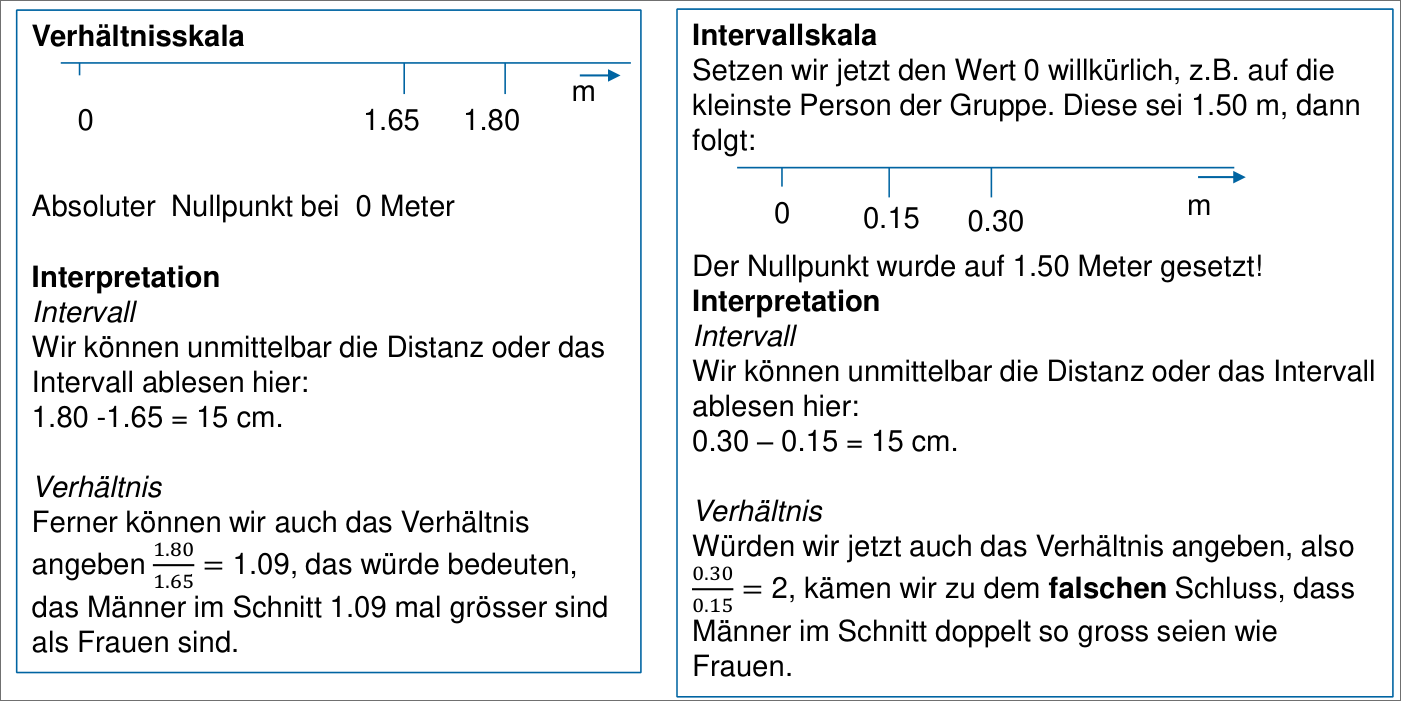 Verhältnisskala
m
0 1.65 1.80
Absoluter Nullpunkt bei 0 Meter
Interpretation
Intervall
Wir können unmittelbar die Distanz oder das
Intervall ablesen hier:
1.80 -1.65 = 15 cm.
Verhältnis
Ferner können wir auch das Verhältnis
angeben 1.80/1.65 = 1.09, das würde bedeuten,
das Männer im Schnitt 1.09 mal grösser sind
als Frauen sind.
Intervallskala
Setzen wir jetzt den Wert 0 willkürlich, z.B. auf die
kleinste Person der Gruppe. Diese sei 1.50 m, dann
folgt:
0 0.15 0.30 m
Der Nullpunkt wurde auf 1.50 Meter gesetzt!
Interpretation
Intervall
Wir können unmittelbar die Distanz oder das Intervall
ablesen hier:
0.30 – 0.15 = 15 cm.
Verhältnis
Würden wir jetzt auch das Verhältnis angeben, also
0.30/0.15 = 2, kämen wir zu dem falschen Schluss, dass
Männer im Schnitt doppelt so gross seien wie
Frauen.